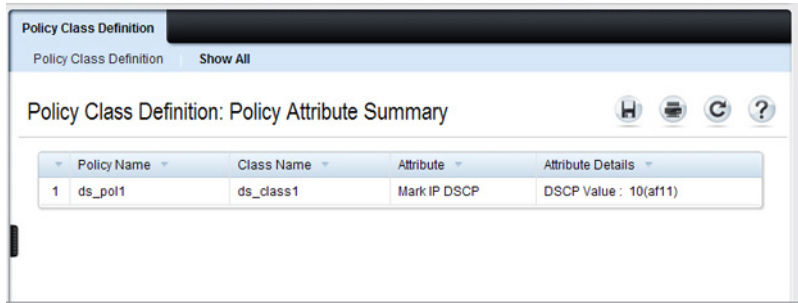 Policy Class Definition
Policy Class Definition Show All
Policy Class Definition: Policy Attribute Summary
?
Policy Name Class Name Attribute Attribute Details
1 ds_pol1 ds_class1 Mark IP DSCP DSCP Value : 10(af11)